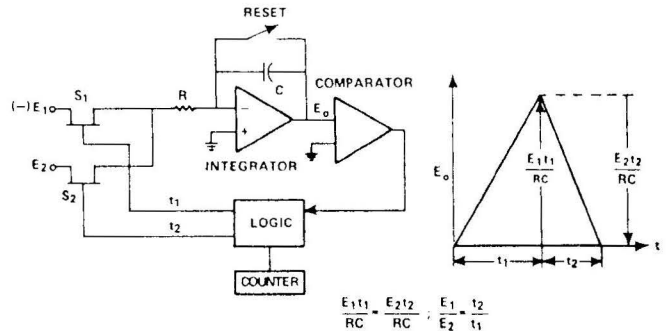 RESET
S1
R
C
COMPARATOR
(−) E1
Eo
− +
E2
INTEGRATOR
S2
t1
t2
LOGIC
COUNTER
Eo
E1t1/RC
E2t2/RC
t1
t2
t
E1t1/RC = E2t2/RC ; E1/E2 = t2/t1